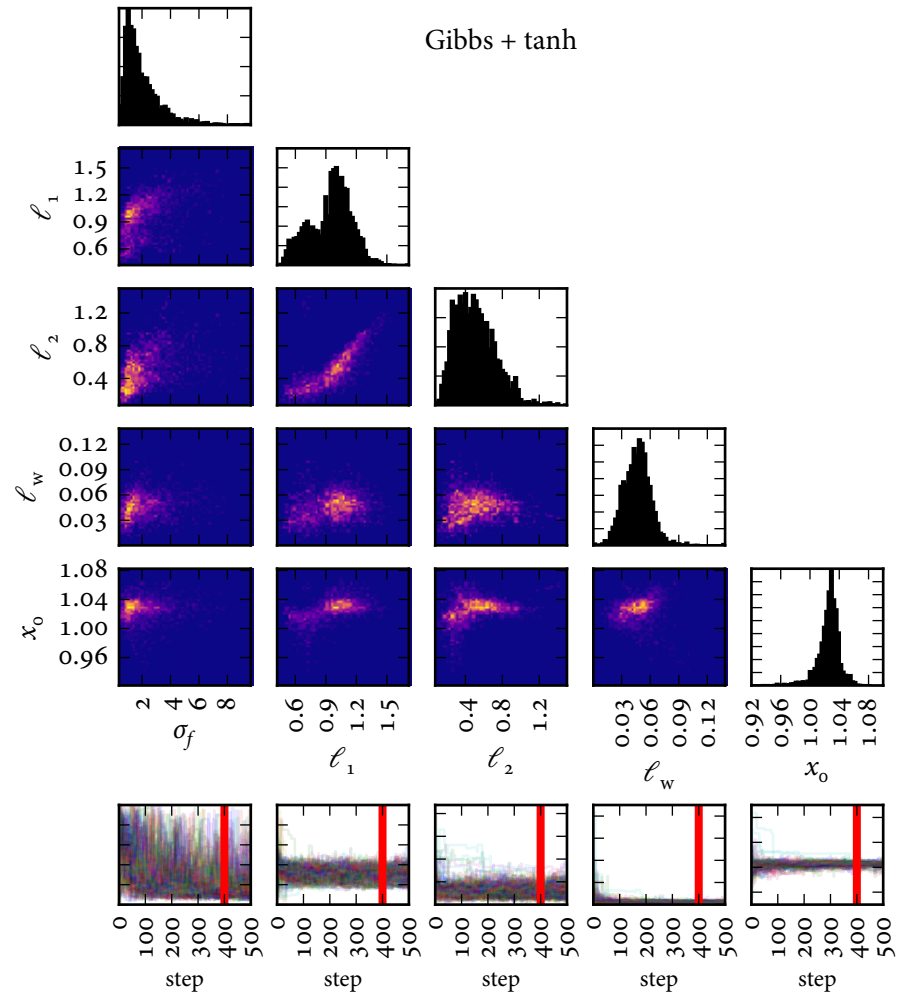 Gibbs + tanh
ℓ₁
1.5
1.2
0.9
0.6
ℓ₂
1.2
0.8
0.4
ℓ_w
0.12
0.09
0.06
0.03
x₀
1.08
1.04
1.00
0.96
2 4 6 8
0.6 0.9 1.2 1.5
0.4 0.8 1.2
0.03 0.06 0.09 0.12
0.92 0.96 1.00 1.04 1.08
σ_f ℓ₁ ℓ₂ ℓ_w x₀
0 100 200 300 400 500 0 100 200 300 400 500 0 100 200 300 400 500 0 100 200 300 400 500 0 100 200 300 400 500
step step step step step